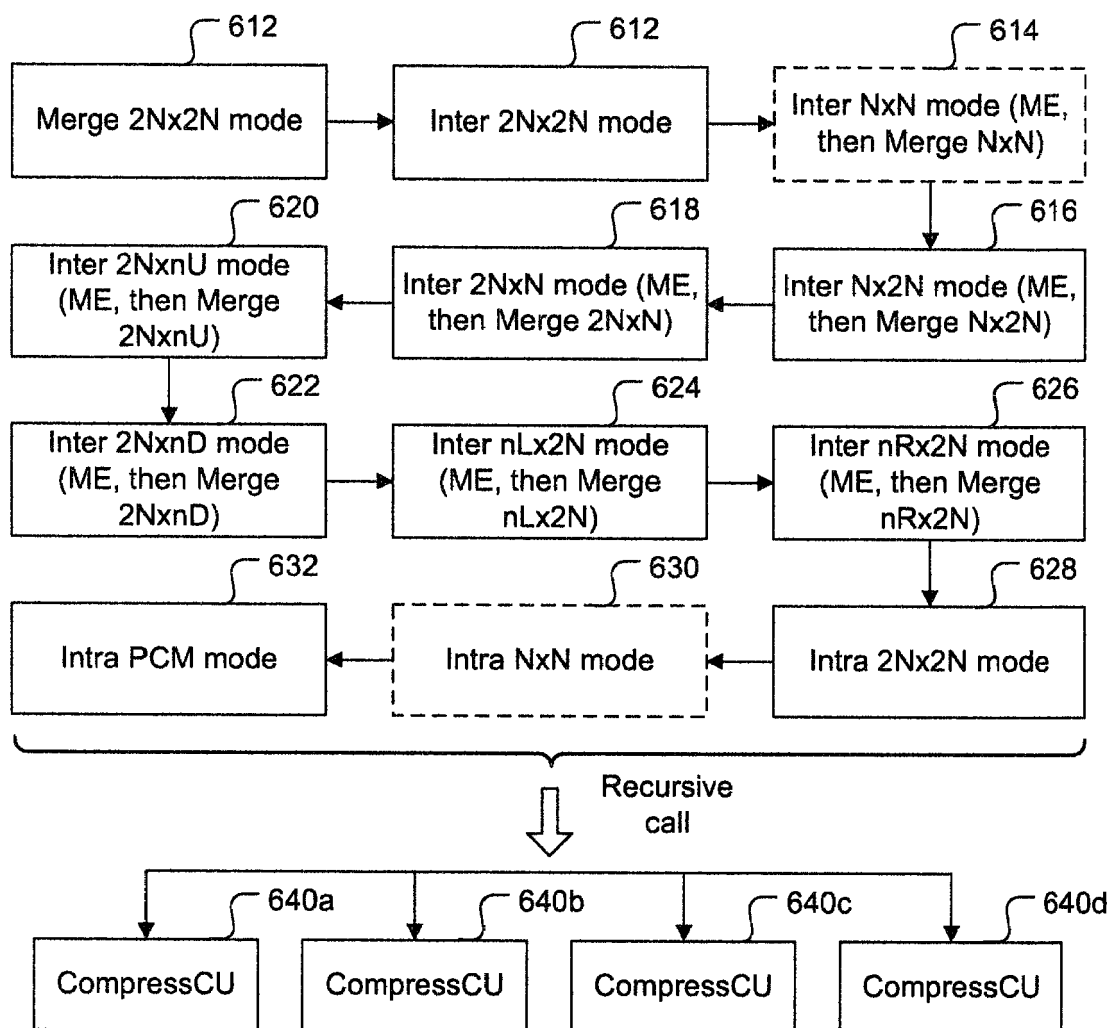 612
612
614
Merge 2Nx2N mode
Inter 2Nx2N mode
Inter NxN mode (ME,
then Merge NxN)
620
618
616
Inter 2NxnU mode
(ME, then Merge
2NxnU)
Inter 2NxN mode (ME,
then Merge 2NxN)
Inter Nx2N mode (ME,
then Merge Nx2N)
622
624
626
Inter 2NxnD mode
(ME, then Merge
2NxnD)
Inter nLx2N mode
(ME, then Merge
nLx2N)
Inter nRx2N mode
(ME, then Merge
nRx2N)
632
630
628
Intra PCM mode
Intra NxN mode
Intra 2Nx2N mode
Recursive
call
640a
640b
640c
640d
CompressCU
CompressCU
CompressCU
CompressCU